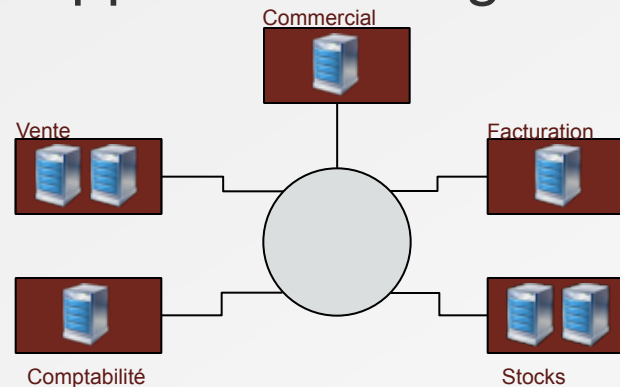 Commercial
Vente
Facturation
Comptabilité
Stocks